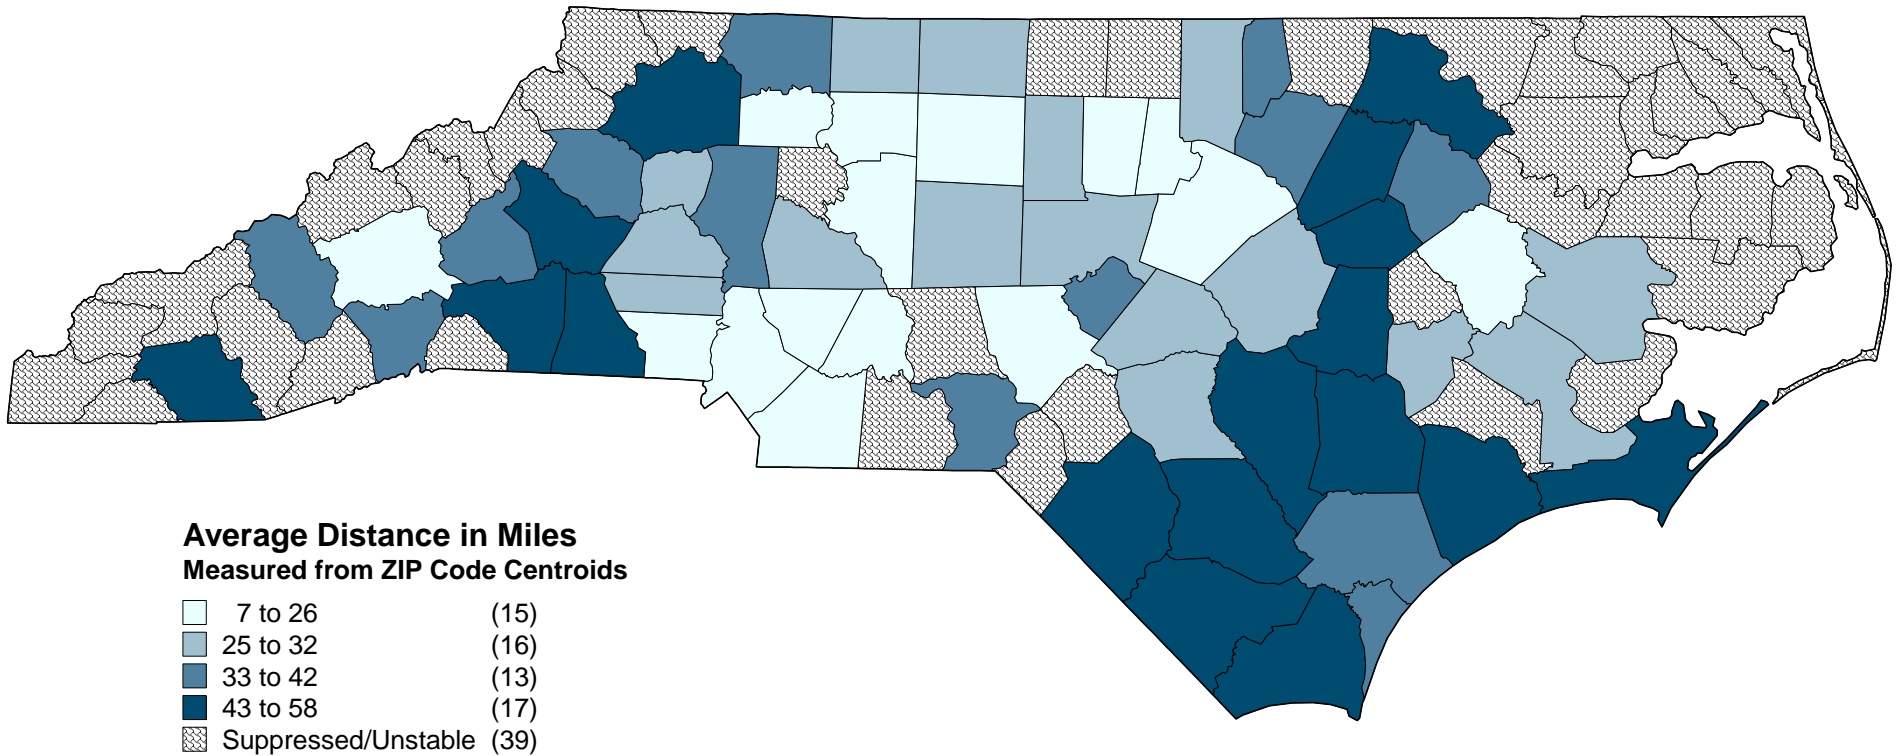 Average Distance in Miles
Measured from ZIP Code Centroids
7 to 26 (15)
25 to 32 (16)
33 to 42 (13)
43 to 58 (17)
Suppressed/Unstable (39)